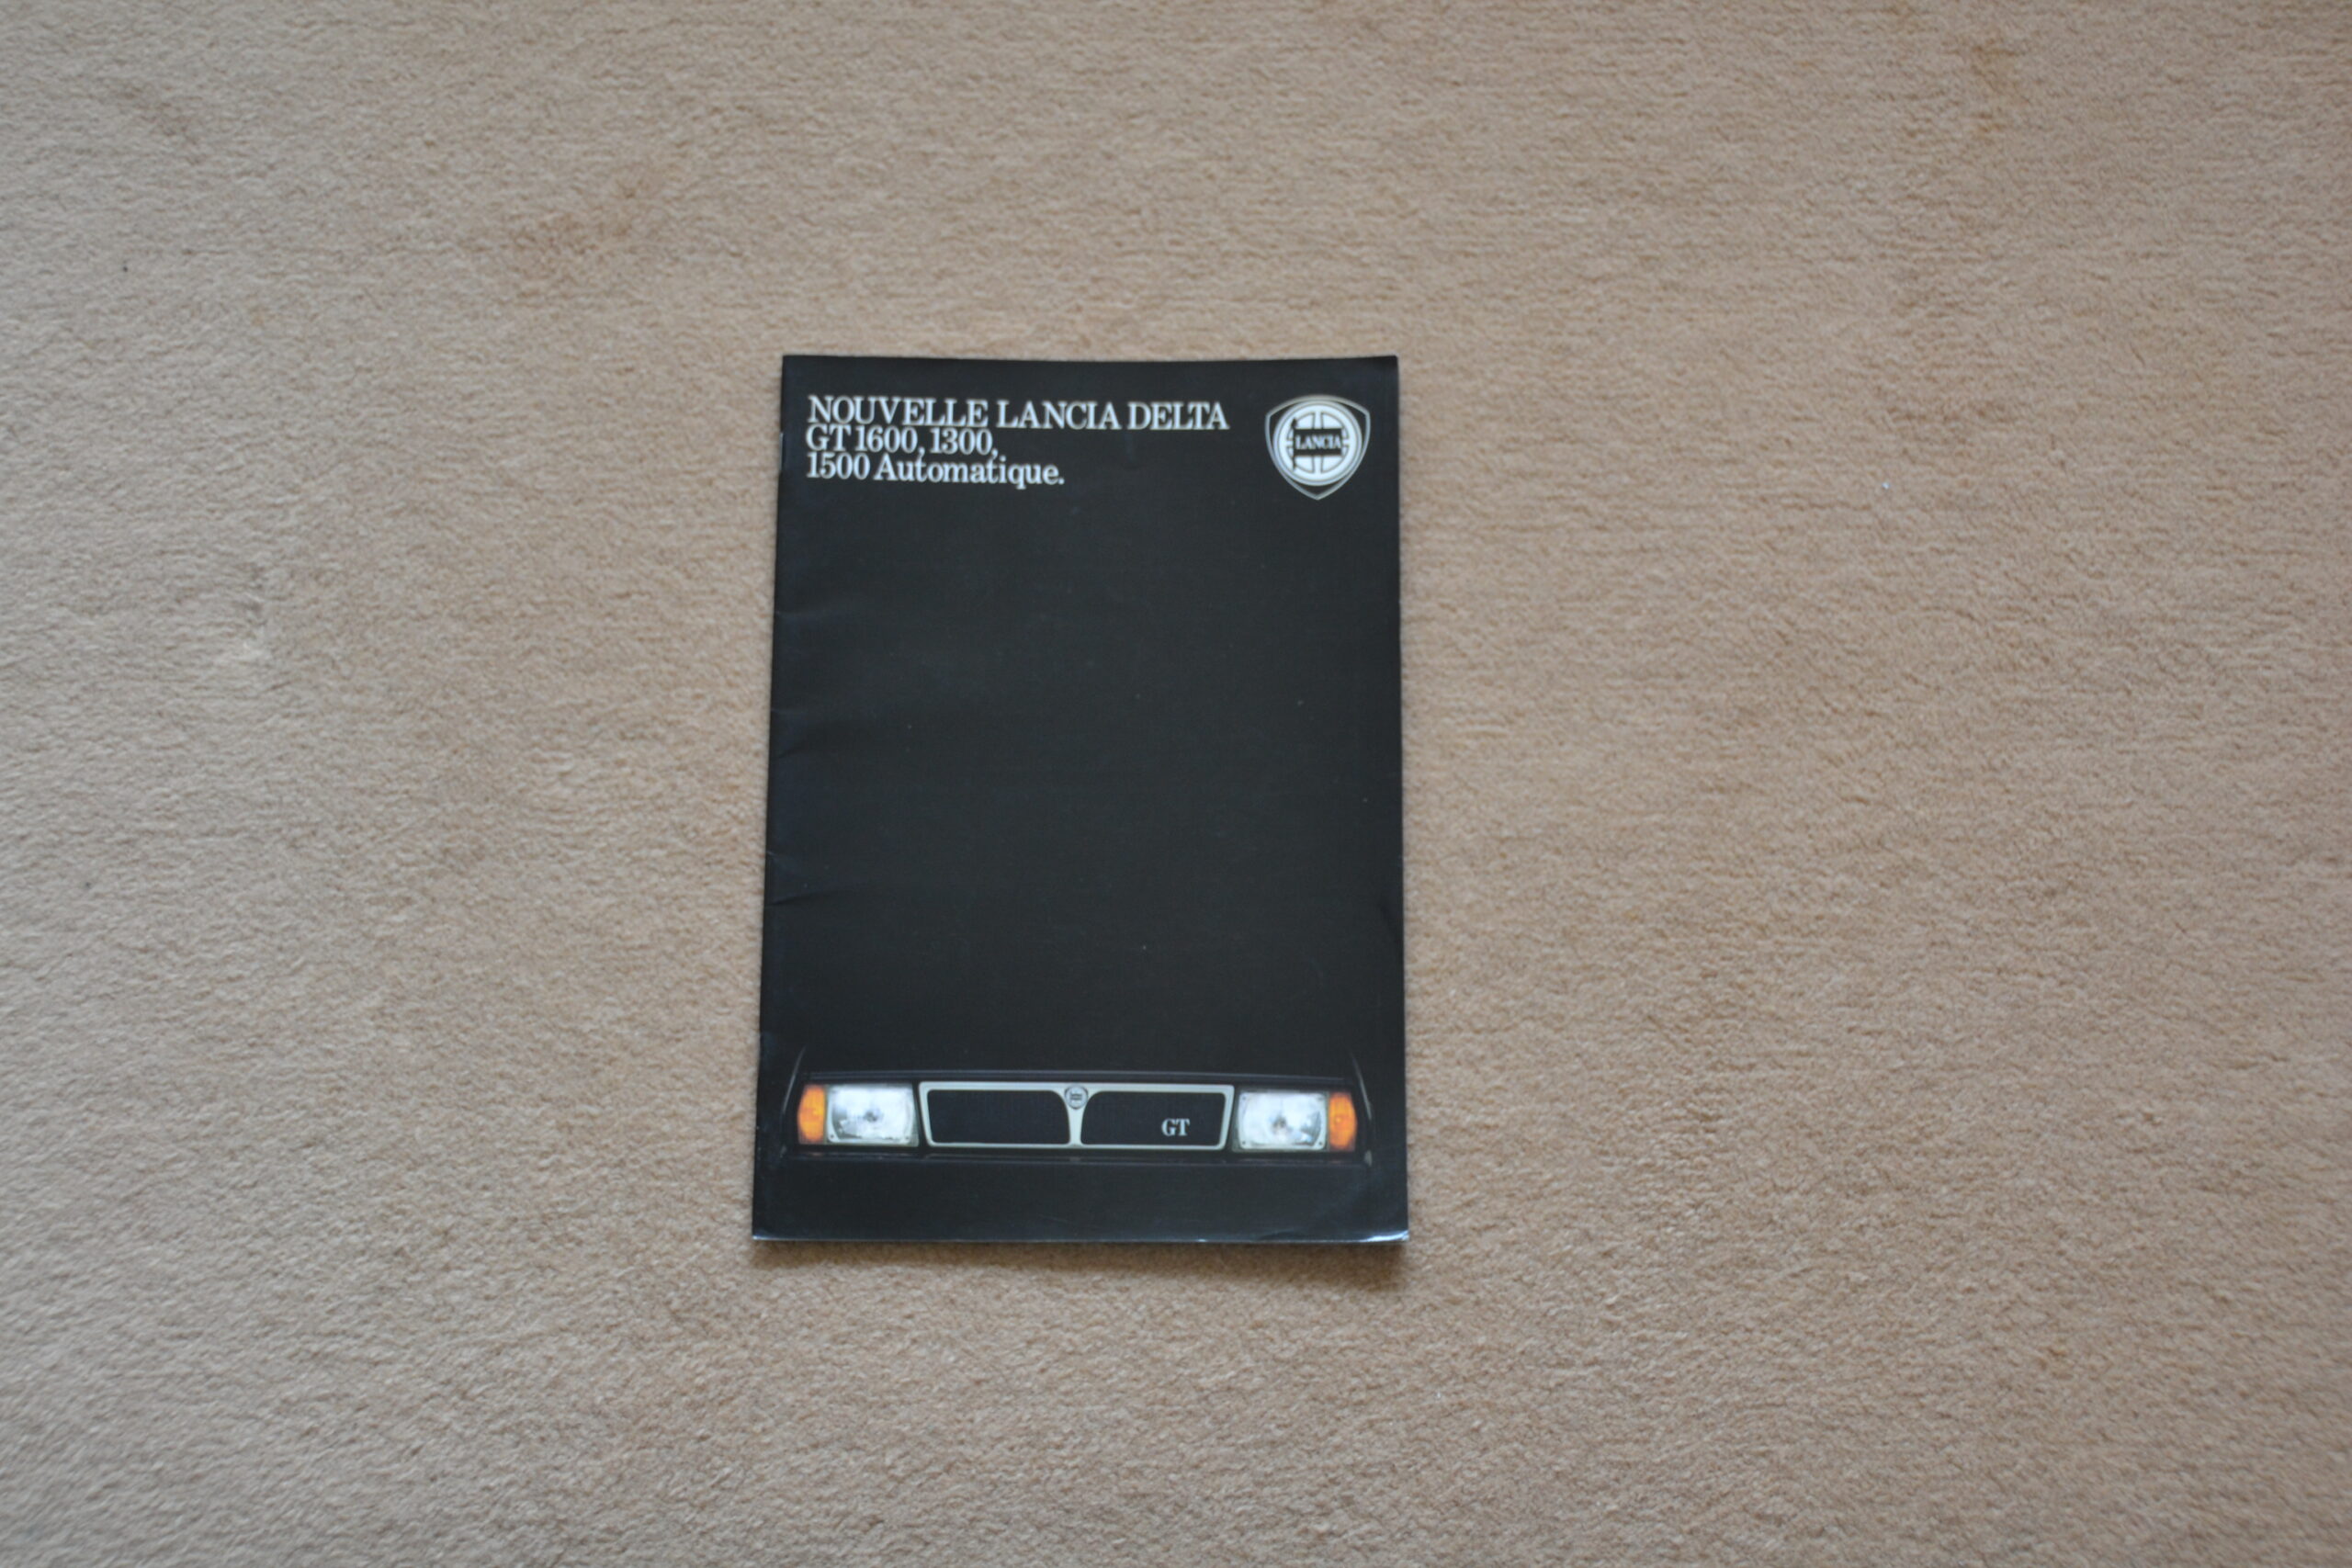 NOUVELLE LANCIA DELTA
GT 1600, 1300,
1500 Automatique.
LANCIA
GT